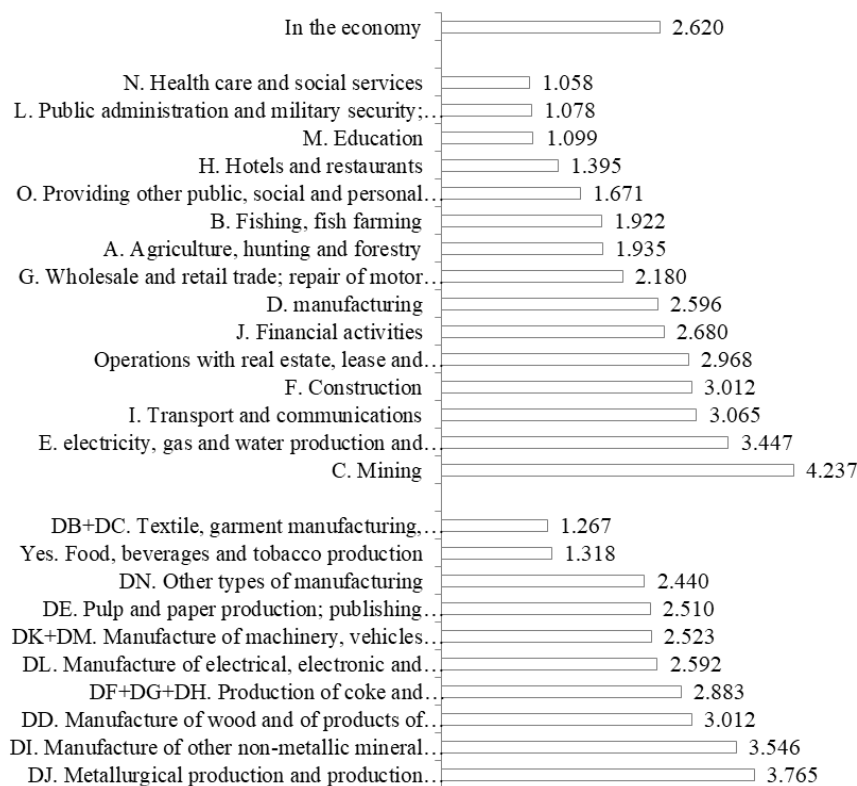 In the economy 2.620
N. Health care and social services 1.058
L. Public administration and military security;… 1.078
M. Education 1.099
H. Hotels and restaurants 1.395
O. Providing other public, social and personal… 1.671
B. Fishing, fish farming 1.922
A. Agriculture, hunting and forestry 1.935
G. Wholesale and retail trade; repair of motor… 2.180
D. manufacturing 2.596
J. Financial activities 2.680
Operations with real estate, lease and… 2.968
F. Construction 3.012
I. Transport and communications 3.065
E. electricity, gas and water production and… 3.447
C. Mining 4.237
DB+DC. Textile, garment manufacturing,… 1.267
Yes. Food, beverages and tobacco production 1.318
DN. Other types of manufacturing 2.440
DE. Pulp and paper production; publishing… 2.510
DK+DM. Manufacture of machinery, vehicles… 2.523
DL. Manufacture of electrical, electronic and… 2.592
DF+DG+DH. Production of coke and… 2.883
DD. Manufacture of wood and of products of… 3.012
DI. Manufacture of other non-metallic mineral… 3.546
DJ. Metallurgical production and production… 3.765